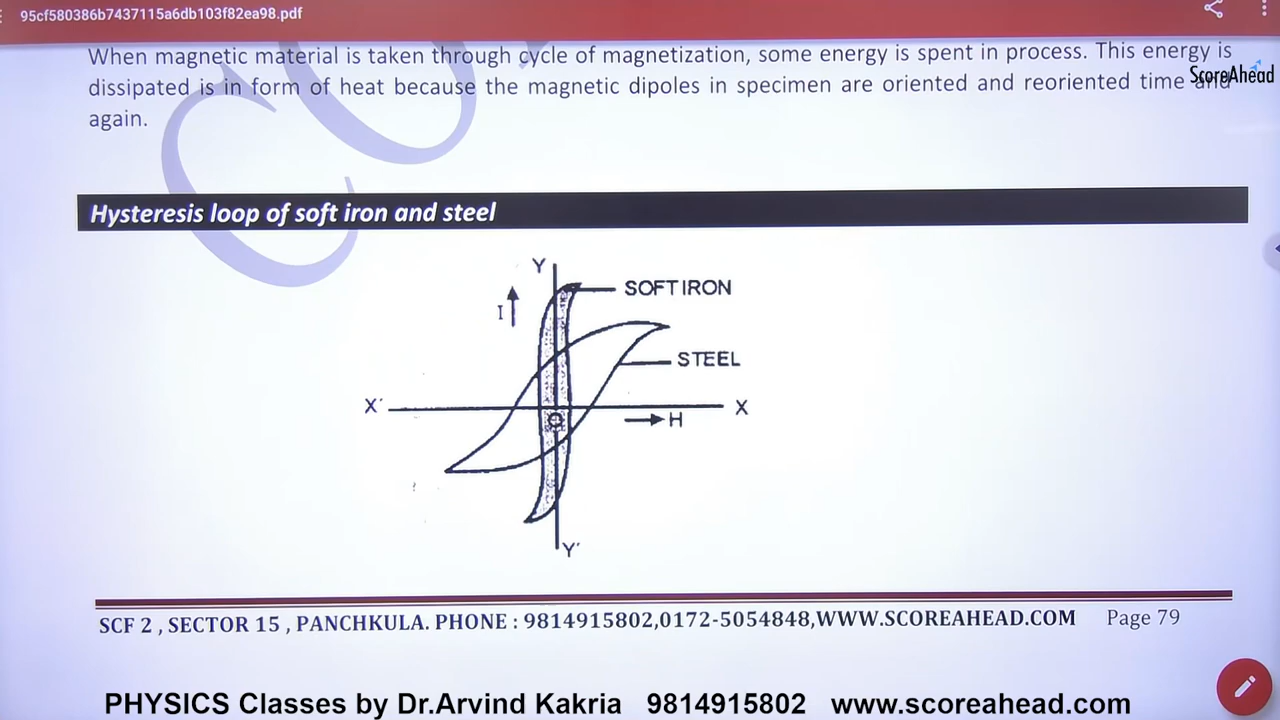 95cf580386b7437115a6db103f82ea98.pdf
When magnetic material is taken through cycle of magnetization, some energy is spent in process. This energy is
dissipated is in form of heat because the magnetic dipoles in specimen are oriented and reoriented time and
again.
ScoreAhead
Hysteresis loop of soft iron and steel
Y
SOFT IRON
I
STEEL
X'
X
O
H
Y'
SCF 2 , SECTOR 15 , PANCHKULA. PHONE : 9814915802,0172-5054848,WWW.SCOREAHEAD.COM Page 79
PHYSICS Classes by Dr.Arvind Kakria 9814915802 www.scoreahead.com